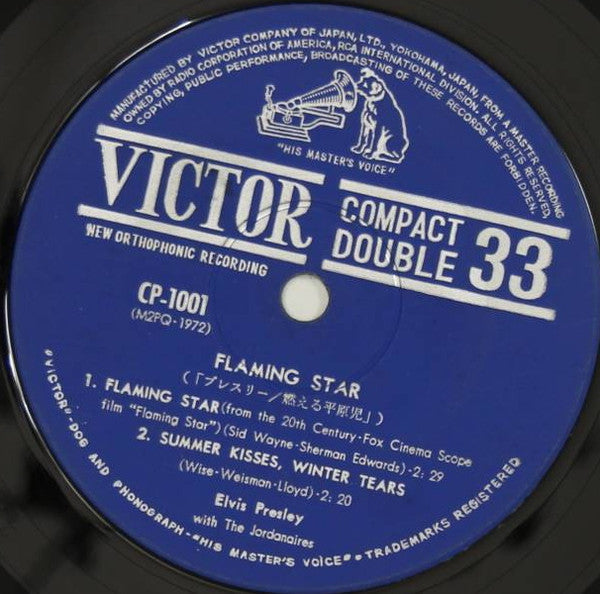 MANUFACTURED BY VICTOR COMPANY OF JAPAN, LTD., YOKOHAMA, JAPAN, FROM A MASTER RECORDING
OWNED BY RADIO CORPORATION OF AMERICA, RCA INTERNATIONAL DIVISION. ALL RIGHTS RESERVED.
COPYING, PUBLIC PERFORMANCE, BROADCASTING OF THESE RECORDS ARE FORBIDDEN.
"HIS MASTER'S VOICE"
VICTOR
COMPACT
DOUBLE 33
NEW ORTHOPHONIC RECORDING
CP-1001
(M2PQ-1972)
FLAMING STAR
(「プレスリー/燃える平原児」)
1. FLAMING STAR (from the 20th Century-Fox Cinema Scope
film "Flaming Star") (Sid Wayne-Sherman Edwards)-2:29
2. SUMMER KISSES, WINTER TEARS
(Wise-Weisman-Lloyd)-2:20
Elvis Presley
with The Jordanaires
"VICTOR"-DOG AND PHONOGRAPH-"HIS MASTER'S VOICE"-TRADEMARKS REGISTERED